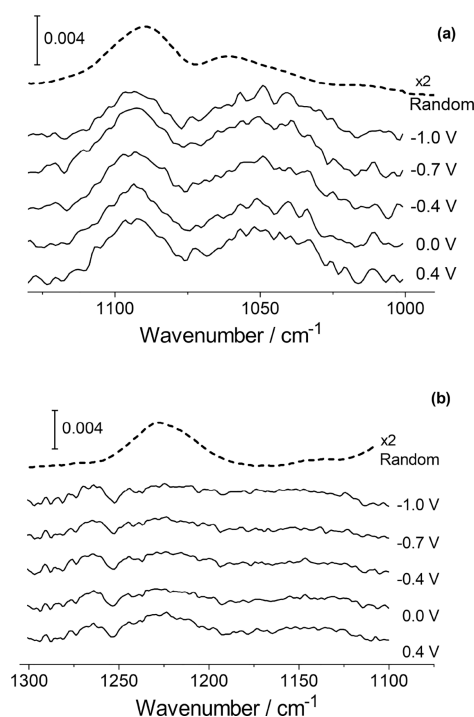 (a)
0.004
x2
Random
-1.0 V
-0.7 V
-0.4 V
0.0 V
0.4 V
1100 1050 1000
Wavenumber / cm-1
(b)
0.004
x2
Random
-1.0 V
-0.7 V
-0.4 V
0.0 V
0.4 V
1300 1250 1200 1150 1100
Wavenumber / cm-1